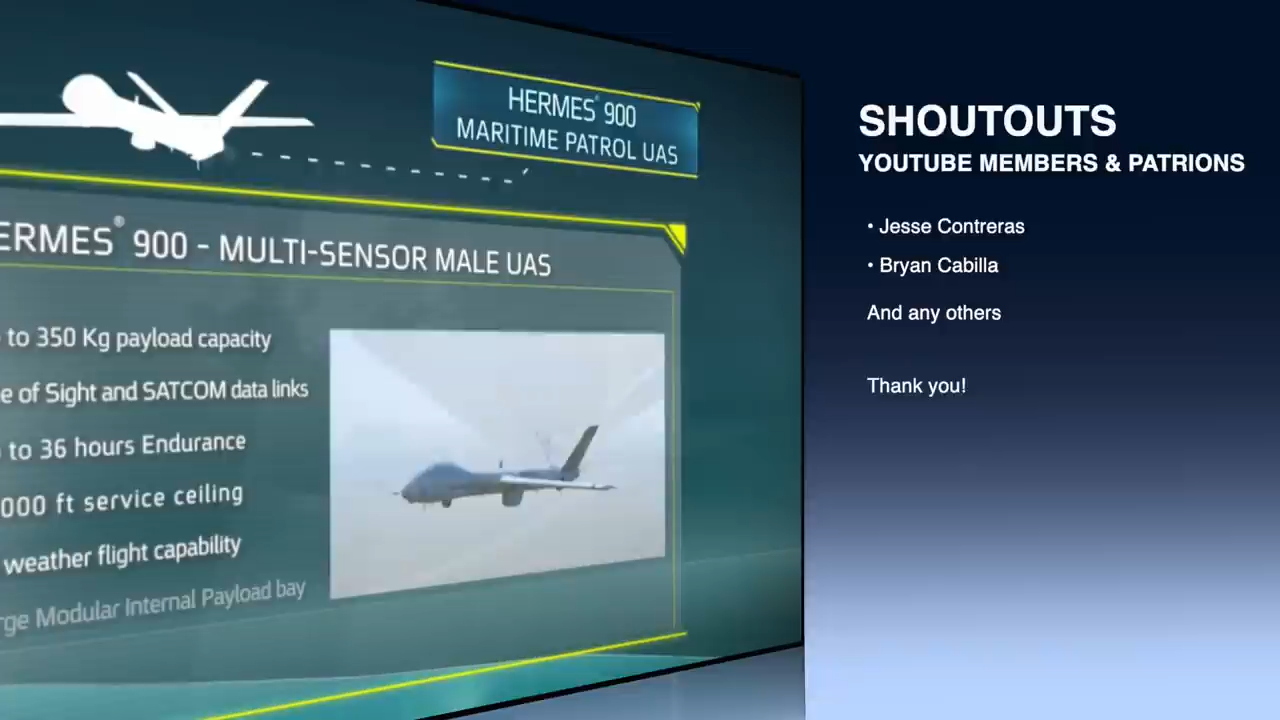 HERMES® 900
MARITIME PATROL UAS
ERMES® 900 - MULTI-SENSOR MALE UAS
to 350 Kg payload capacity
e of Sight and SATCOM data links
to 36 hours Endurance
000 ft service ceiling
weather flight capability
rge Modular Internal Payload bay
SHOUTOUTS
YOUTUBE MEMBERS & PATRIONS
• Jesse Contreras
• Bryan Cabilla
And any others
Thank you!